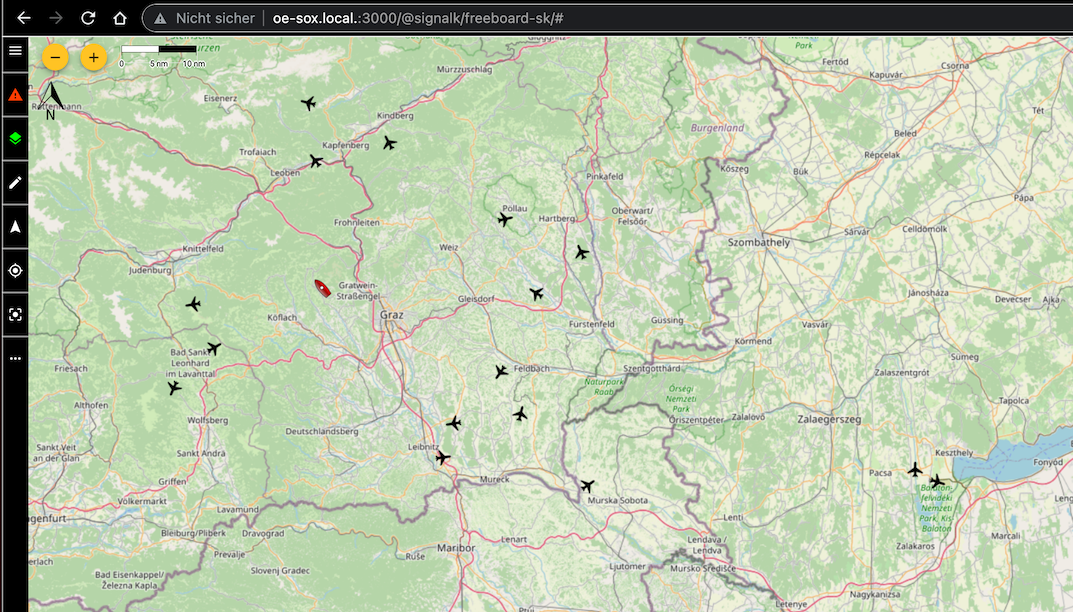 Nicht sicher
oe-sox.local.:3000/@signalk/freeboard-sk/#
− +
0 5 nm 10 nm
N
Park
Fertőd
Kapuvár
Csorna
Mürzzuschlag
Eisenerz
Kindberg
Burgenland
Tét
Beled
Trofaiach
Kapfenberg
Répcelak
Leoben
Pinkafeld
Kőszeg
Bük
Pápa
Pöllau
Hartberg
Oberwart/
Felsőőr
Frohnleiten
Celldömölk
Sárvár
Szombathely
Knittelfeld
Weiz
Judenburg
Gratwein-
Straßengel
Gleisdorf
Jánosháza
Devecser
Ajka
Köflach
Graz
Fürstenfeld
Güssing
Vasvár
Körmend
Bad Sankt
Leonhard
im Lavanttal
Friesach
Feldbach
Szentgotthárd
Sümeg
Zalaszentgrót
Naturpark
Raab
Őrségi
Nemzeti
Park
Tapolca
Althofen
Wolfsberg
Őriszentpéter
Zalalövő
Zalaegerszeg
Deutschlandsberg
Leibnitz
Sankt Veit
an der Glan
Sankt Andrä
Keszthely
Fonyód
Pacsa
Griffen
Mureck
Murska Sobota
Balaton-
felvidéki
Nemzeti
Park, Kis
Balaton
Völkermarkt
Lavamünd
Lenti
Bleiburg/Pliberk
Dravograd
Lenart
Lendava /
Lendva
Marcali
Prevalje
Ruše
Maribor
Zalakaros
Bad Eisenkappel/
Železna Kapla
Slovenj Gradec
Ljutomer
Mursko Središće
Nagykanizsa
Letenye
Ptuj